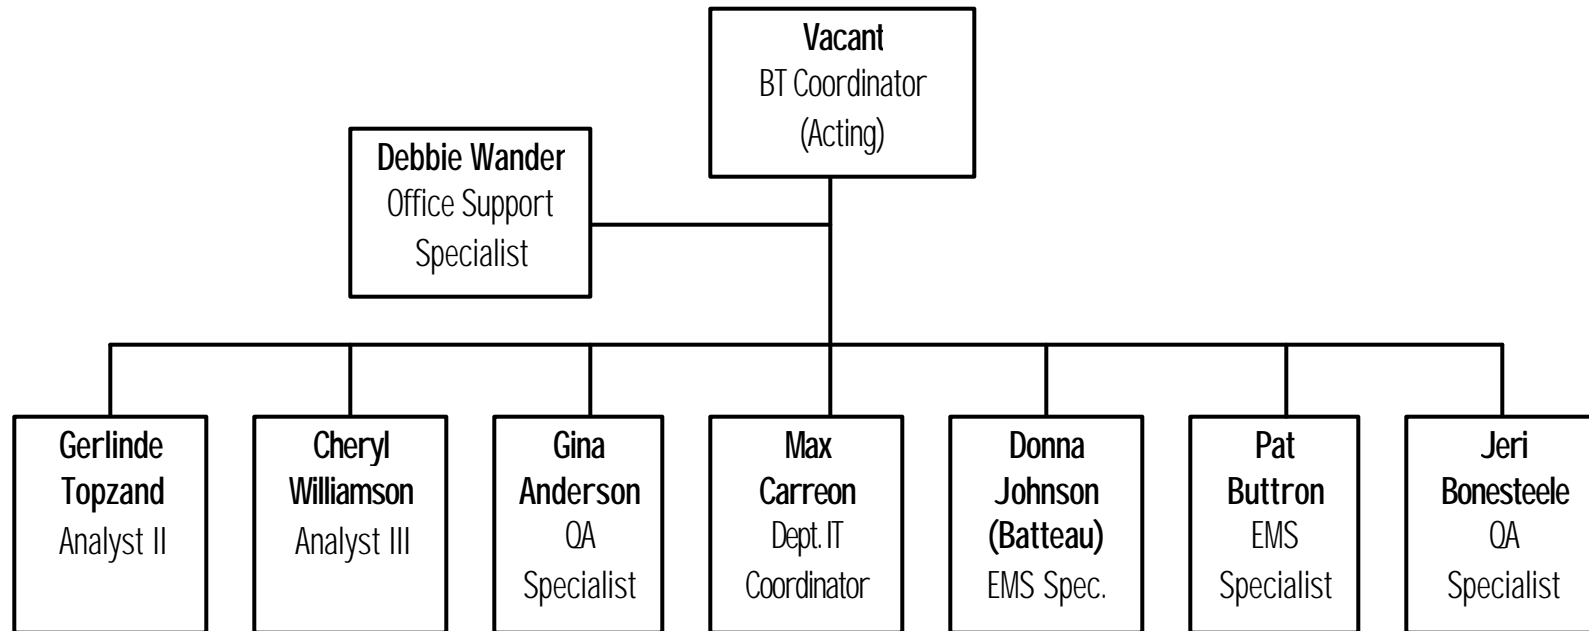 Vacant
BT Coordinator
(Acting)
Debbie Wander
Office Support
Specialist
Gerlinde
Topzand
Analyst II
Cheryl
Williamson
Analyst III
Gina
Anderson
QA
Specialist
Max
Carreon
Dept. IT
Coordinator
Donna
Johnson
(Batteau)
EMS Spec.
Pat
Buttron
EMS
Specialist
Jeri
Bonesteele
QA
Specialist